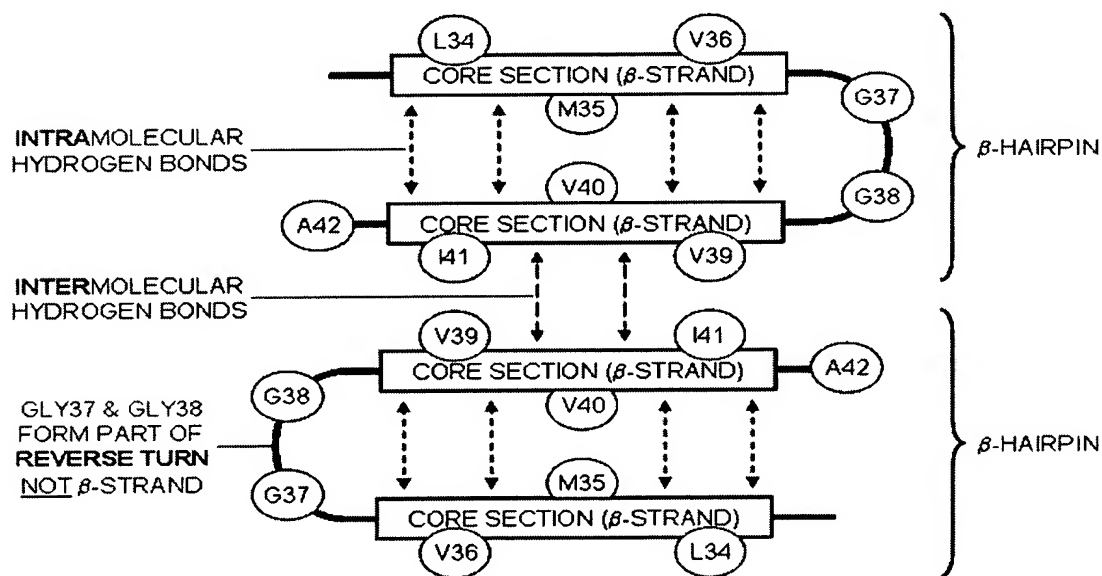 L34
V36
CORE SECTION (β-STRAND)
M35
G37
INTRAMOLECULAR
HYDROGEN BONDS
β-HAIRPIN
V40
G38
A42
CORE SECTION (β-STRAND)
I41
V39
INTERMOLECULAR
HYDROGEN BONDS
V39
I41
CORE SECTION (β-STRAND)
A42
G38
V40
GLY37 & GLY38
FORM PART OF
REVERSE TURN
NOT β-STRAND
β-HAIRPIN
G37
M35
CORE SECTION (β-STRAND)
V36
L34